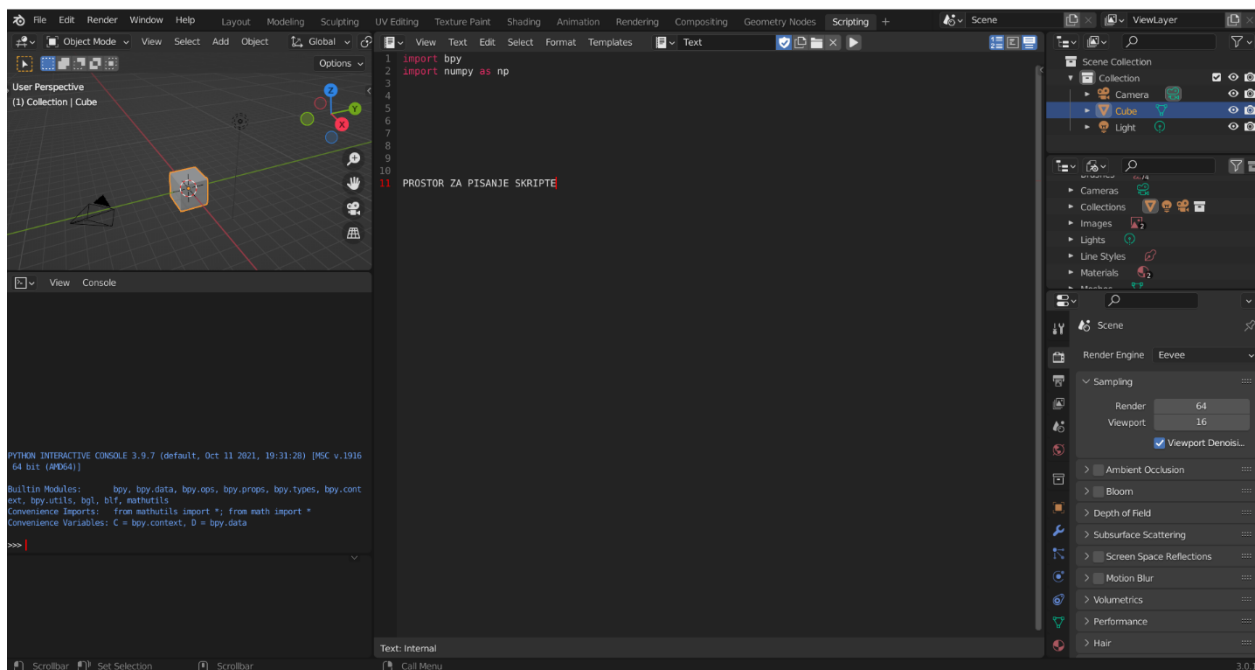 File Edit Render Window Help Layout Modeling Sculpting UV Editing Texture Paint Shading Animation Rendering Compositing Geometry Nodes Scripting + Scene ViewLayer
Object Mode View Select Add Object Global
Options
User Perspective
(1) Collection | Cube
X
Y
Z
View Console
PYTHON INTERACTIVE CONSOLE 3.9.7 (default, Oct 11 2021, 19:31:28) [MSC v.1916
64 bit (AMD64)]
Builtin Modules: bpy, bpy.data, bpy.ops, bpy.props, bpy.types, bpy.cont
ext, bpy.utils, bgl, blf, mathutils
Convenience Imports: from mathutils import *; from math import *
Convenience Variables: C = bpy.context, D = bpy.data
>>>
View Text Edit Select Format Templates Text
1 import bpy
2 import numpy as np
3
4
5
6
7
8
9
10
11 PROSTOR ZA PISANJE SKRIPTE
Text: Internal
Scene Collection
Collection
Camera
Cube
Light
Cameras
Collections
Images 2
Lights
Line Styles
Materials 2
Scene
Render Engine Eevee
Sampling
Render 64
Viewport 16
Viewport Denoisi...
Ambient Occlusion
Bloom
Depth of Field
Subsurface Scattering
Screen Space Reflections
Motion Blur
Volumetrics
Performance
Hair
Scrollbar Set Selection Scrollbar Call Menu